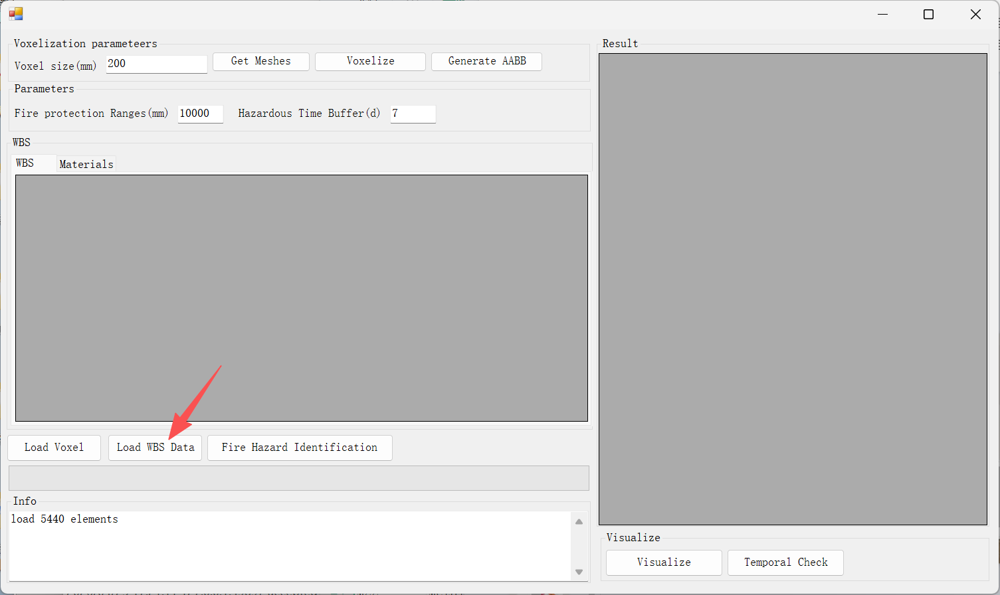 Voxelization parameteers
Voxel size(mm) 200 Get Meshes Voxelize Generate AABB
Parameters
Fire protection Ranges(mm) 10000 Hazardous Time Buffer(d) 7
WBS
WBS Materials
Load Voxel Load WBS Data Fire Hazard Identification
Info
load 5440 elements
Result
Visualize
Visualize Temporal Check